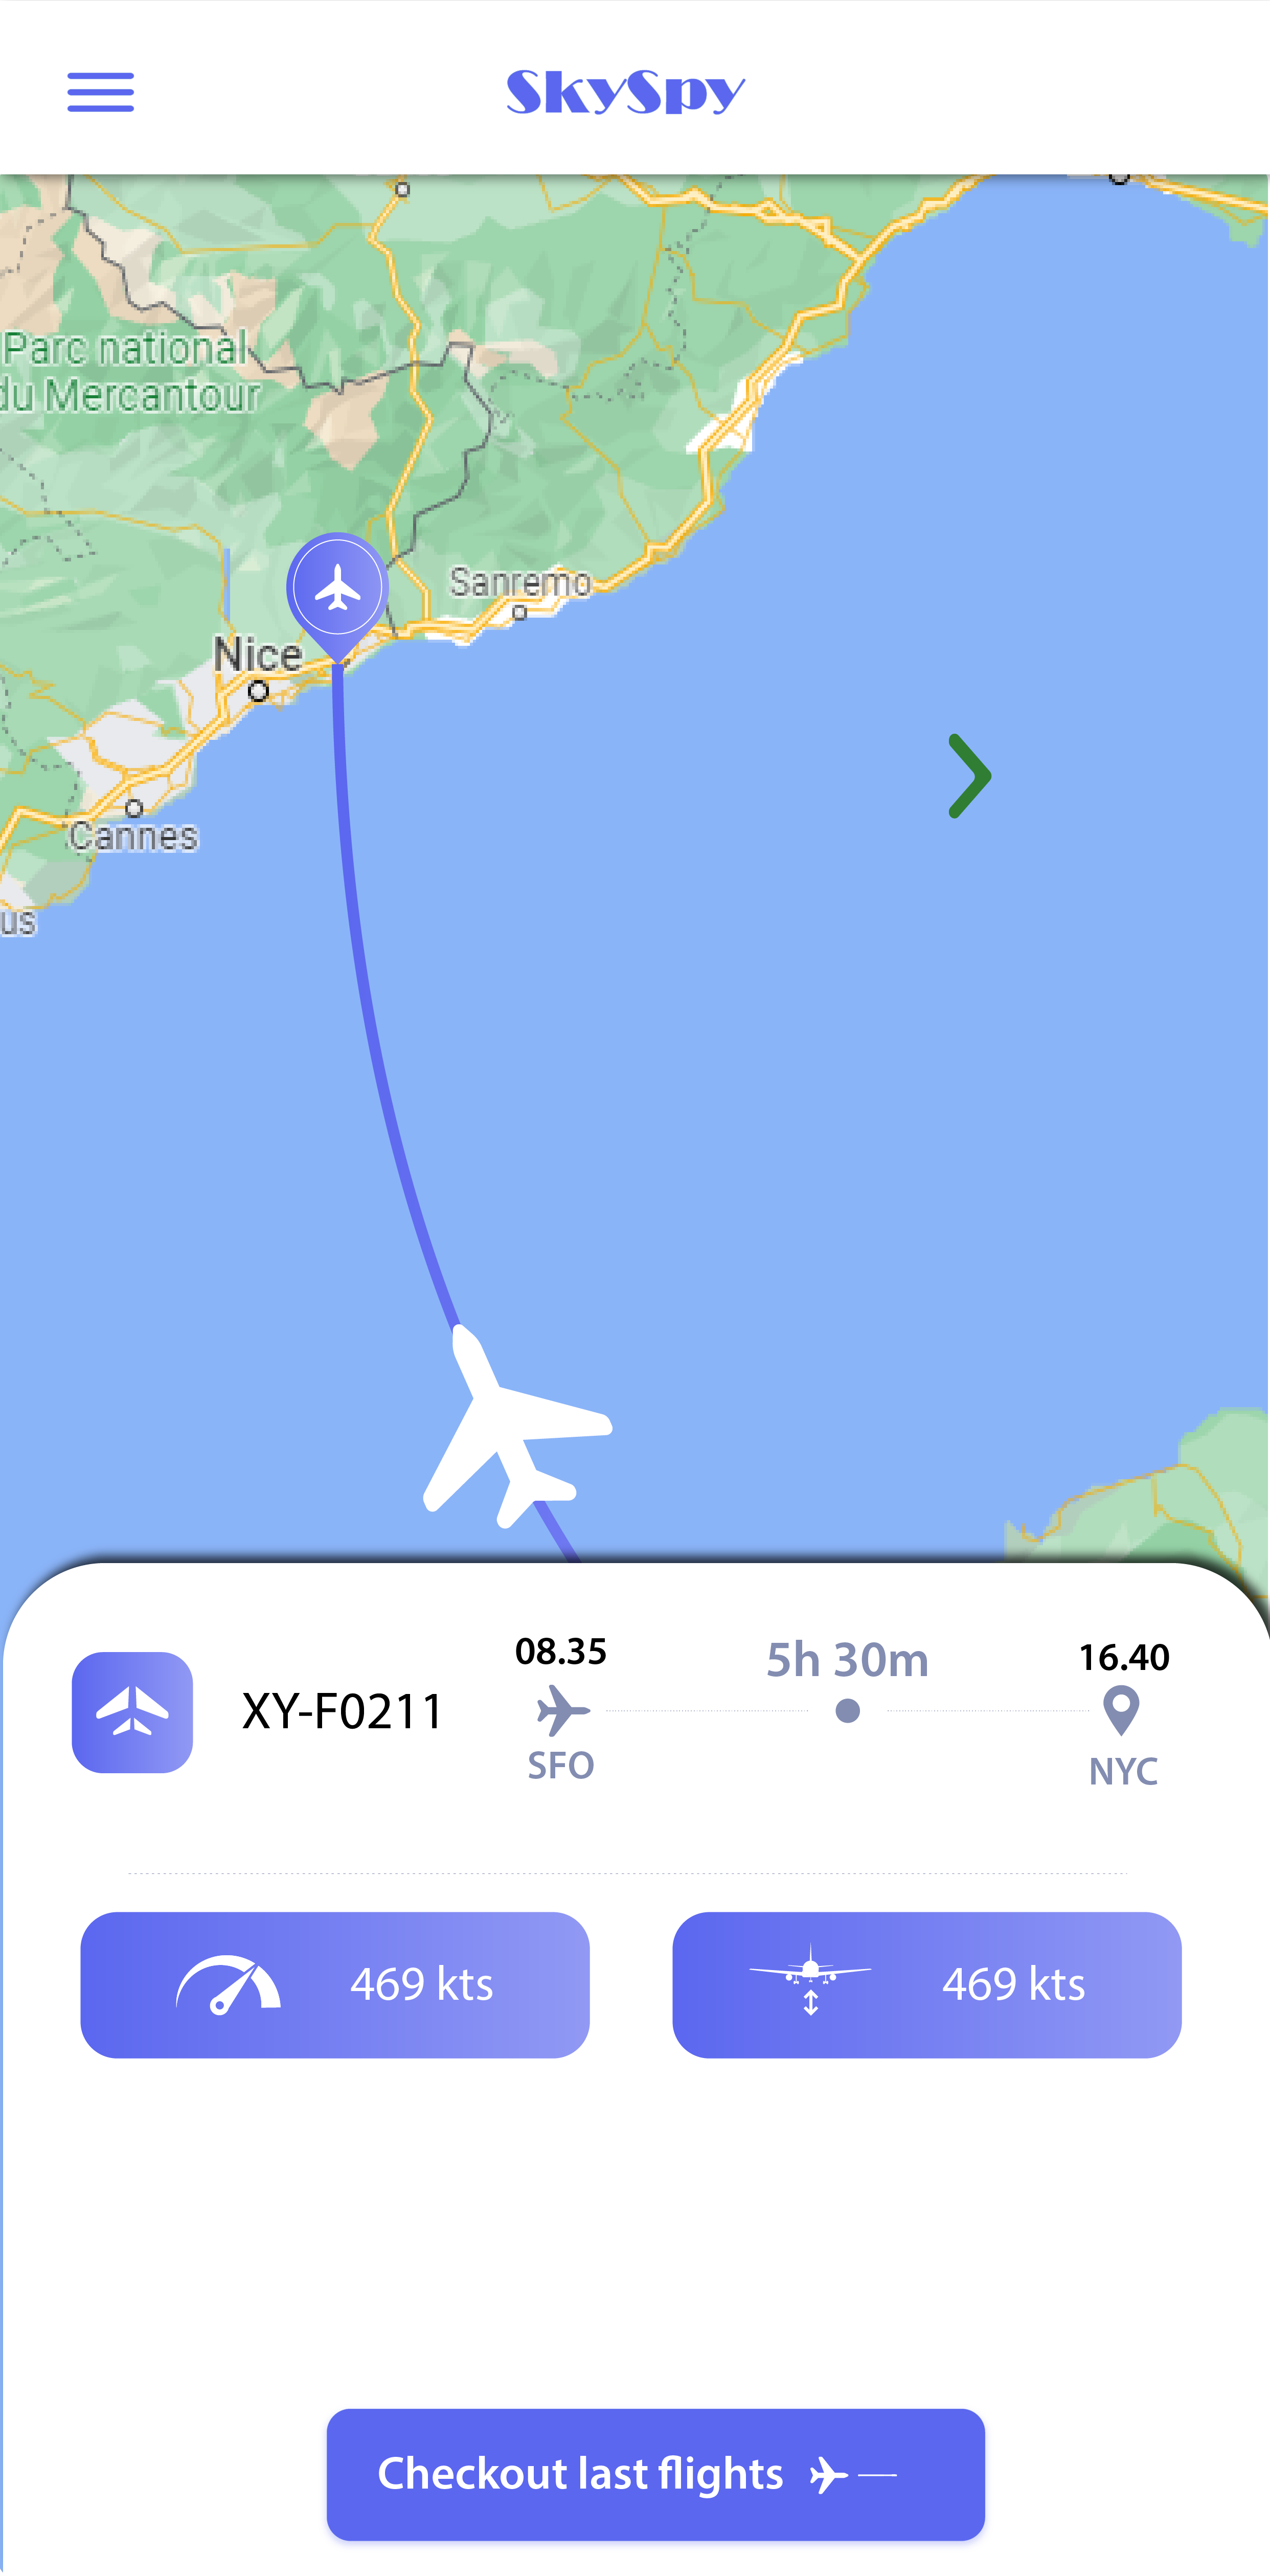 SkySpy
Parc national
du Mercantour
Sanremo
Nice
Cannes
us
08.35
5h 30m
16.40
XY-F0211
SFO
NYC
469 kts
469 kts
Checkout last flights